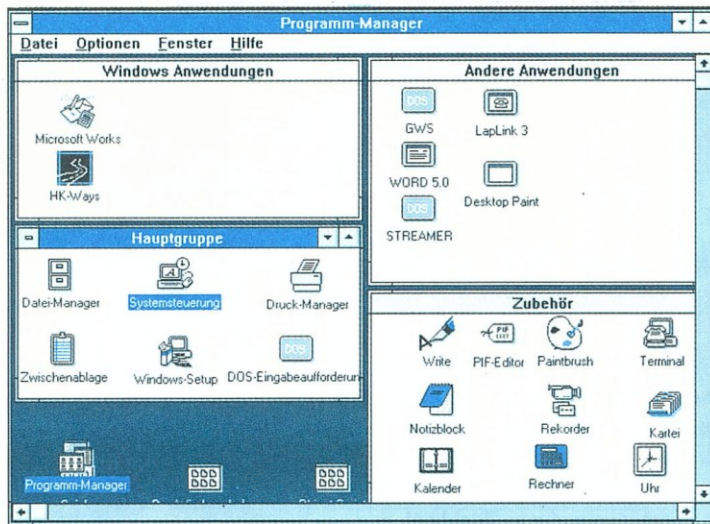 Programm-Manager
Datei Optionen Fenster Hilfe
Windows Anwendungen
Microsoft Works
HK-Ways
Andere Anwendungen
DOS
GWS
LapLink 3
WORD 5.0
Desktop Paint
DOS
STREAMER
Hauptgruppe
Datei-Manager
Systemsteuerung
Druck-Manager
Zwischenablage
Windows-Setup
DOS
DOS-Eingabeaufforderun
Zubehör
Write
PIF
PIF-Editor
Paintbrush
Terminal
Notizblock
Rekorder
Kartei
Kalender
Rechner
Uhr
Programm-Manager